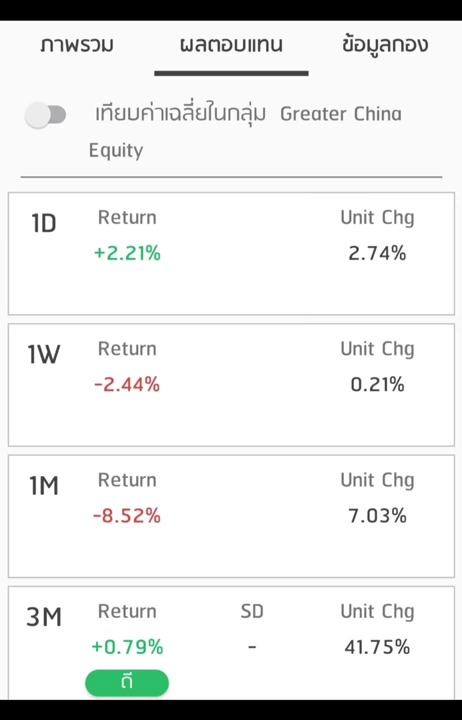 ภาพรวม ผลตอบแทน ข้อมูลกอง
เทียบค่าเฉลี่ยในกลุ่ม Greater China
Equity
1D Return Unit Chg
+2.21% 2.74%
1W Return Unit Chg
-2.44% 0.21%
1M Return Unit Chg
-8.52% 7.03%
3M Return SD Unit Chg
+0.79% - 41.75%
ดี